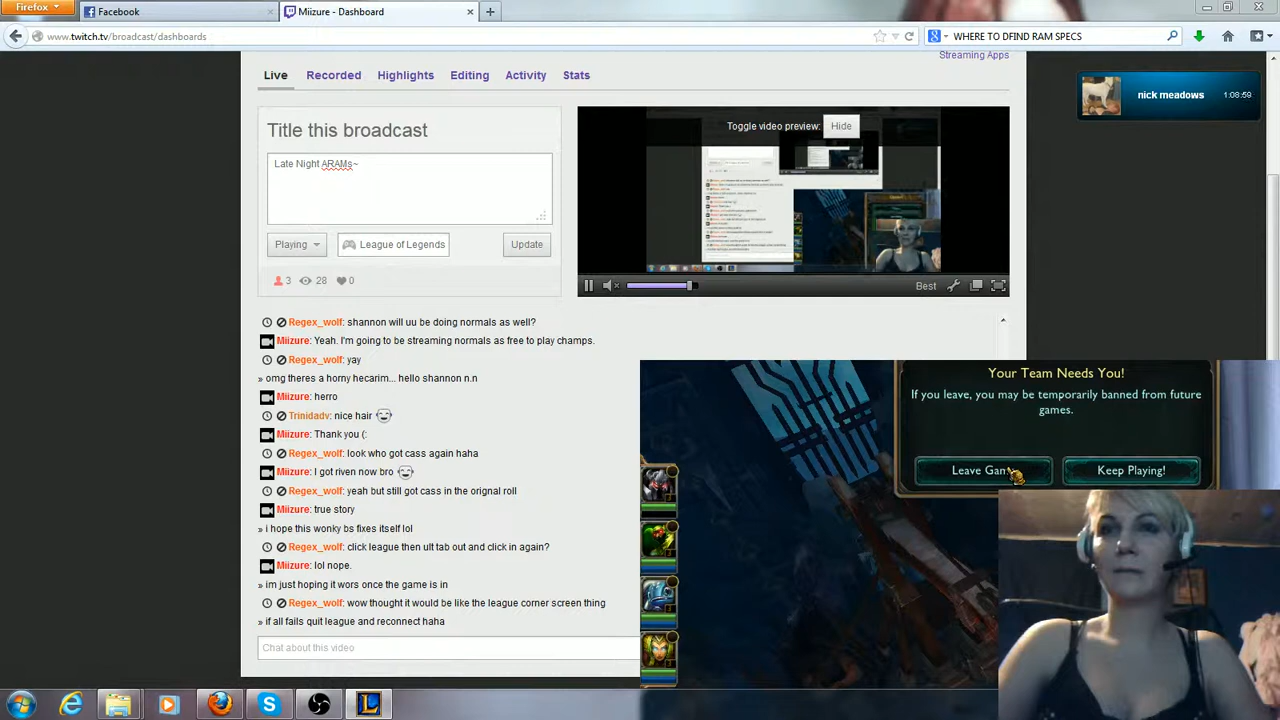 Firefox
Facebook
Miizure - Dashboard
www.twitch.tv/broadcast/dashboards
WHERE TO DFIND RAM SPECS
Streaming Apps
Live Recorded Highlights Editing Activity Stats
nick meadows 1:08:59
Title this broadcast
Toggle video preview: Hide
Late Night ARAMs~
Playing League of Legends Update
Best
3 28 0
Regex_wolf: shannon will uu be doing normals as well?
Miizure: Yeah. I'm going to be streaming normals as free to play champs.
Regex_wolf: yay
» omg theres a horny hecarim... hello shannon n.n
Miizure: herro
Trinidadv: nice hair
Miizure: Thank you (:
Regex_wolf: look who got cass again haha
Miizure: I got riven now bro
Regex_wolf: yeah but still got cass in the orignal roll
Miizure: true story
» i hope this wonky bs fixes itself lol
Regex_wolf: click league then ult tab out and click in again?
Miizure: lol nope.
» im just hoping it wors once the game is in
Regex_wolf: wow thought it would be like the league corner screen thing
» if all fails quit league and reconnect haha
Chat about this video
Your Team Needs You!
If you leave, you may be temporarily banned from future
games.
Leave Gam
Keep Playing!